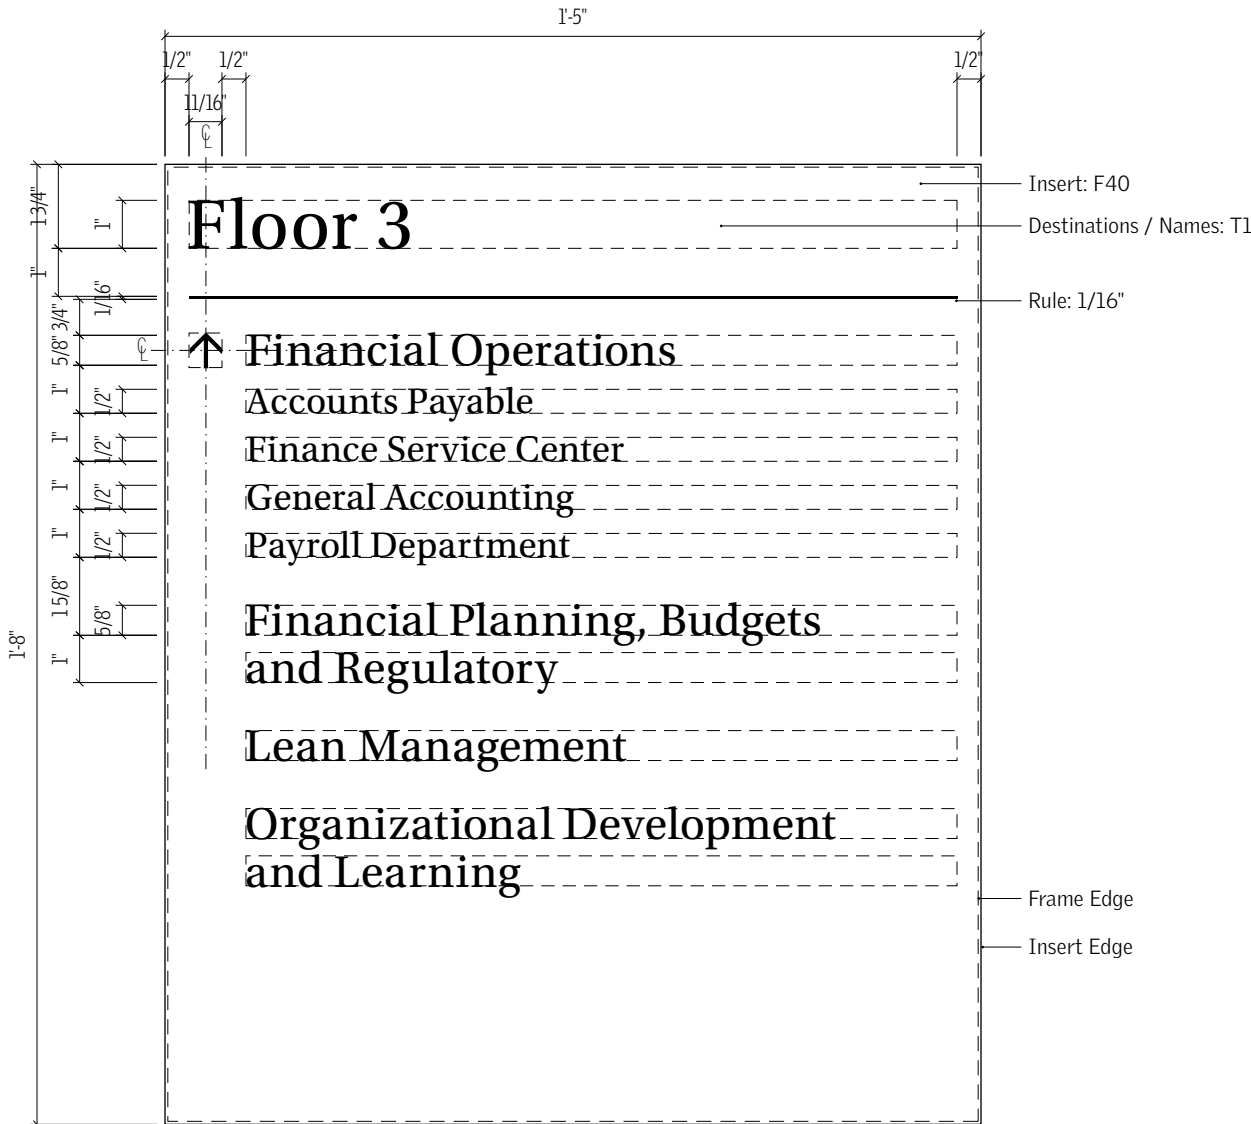 1'-5"
1/2" 1/2" 1/2"
11/16"
℄
Insert: F40
1 3/4"
1"
Floor 3
Destinations / Names: T1
1"
1/16"
Rule: 1/16"
3/4"
5/8"
℄
Financial Operations
1"
1/2"
Accounts Payable
1"
1/2"
Finance Service Center
1"
1/2"
General Accounting
1"
1/2"
Payroll Department
1 5/8"
5/8"
Financial Planning, Budgets
1'-8"
1"
and Regulatory
Lean Management
Organizational Development
and Learning
Frame Edge
Insert Edge